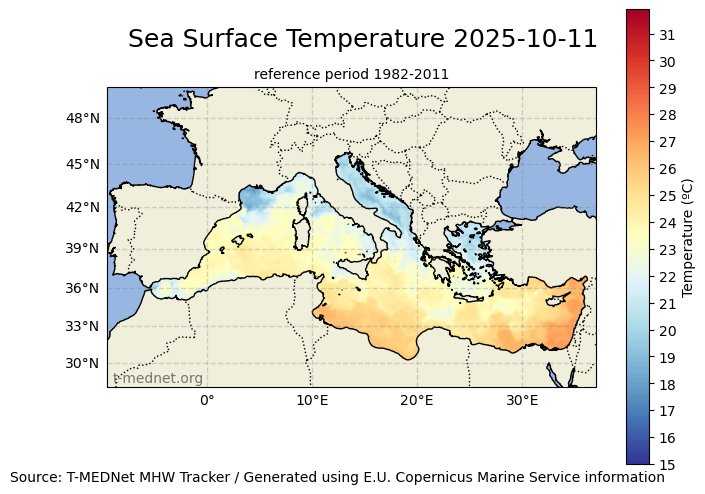 Sea Surface Temperature 2025-10-11
reference period 1982-2011
48°N
45°N
42°N
39°N
36°N
33°N
30°N
t-mednet.org
0°
10°E
20°E
30°E
31
30
29
28
27
26
25
24
23
22
21
20
19
18
17
16
15
Temperature (ºC)
Source: T-MEDNet MHW Tracker / Generated using E.U. Copernicus Marine Service information